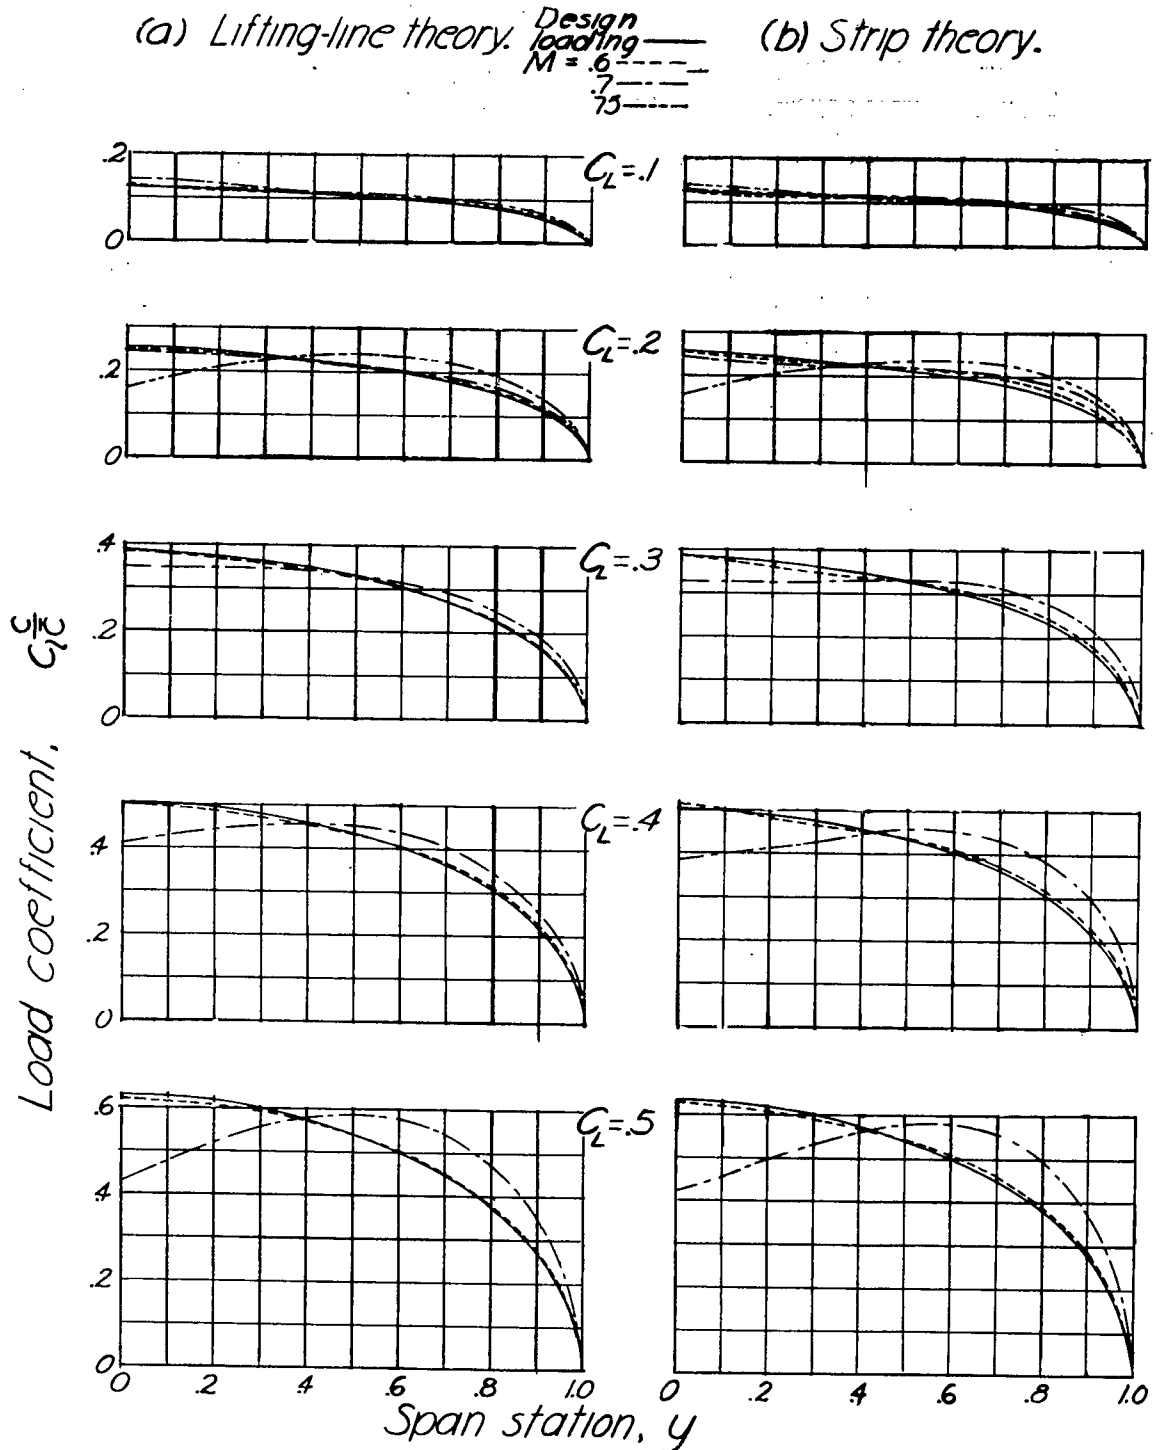 (a) Lifting-line theory.
Design
loading
(b) Strip theory.
M = .6
.7
.75
.2
0
C_L=.1
.2
0
C_L=.2
.4
.2
0
C_L=.3
.4
.2
0
C_L=.4
.6
.4
.2
0
C_L=.5
Load coefficient, c_l c/c̄
0 .2 .4 .6 .8 1.0
0 .2 .4 .6 .8 1.0
Span station, y